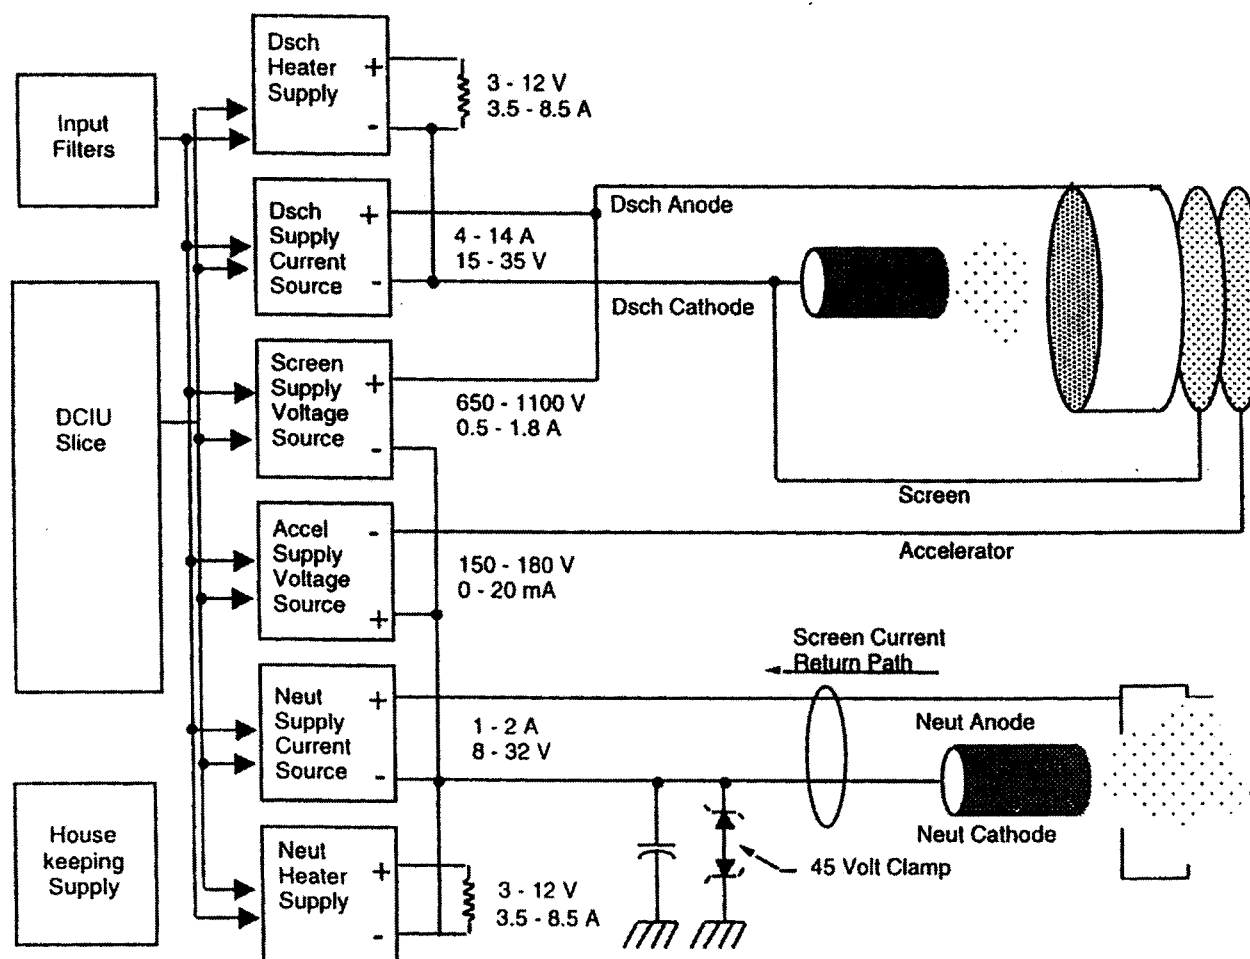 Input
Filters
DCIU
Slice
House
keeping
Supply
Dsch
Heater
Supply
+
-
3 - 12 V
3.5 - 8.5 A
Dsch
Supply
Current
Source
+
-
4 - 14 A
15 - 35 V
Dsch Anode
Dsch Cathode
Screen
Supply
Voltage
Source
+
-
650 - 1100 V
0.5 - 1.8 A
Screen
Accel
Supply
Voltage
Source
-
+
150 - 180 V
0 - 20 mA
Accelerator
Screen Current
Return Path
Neut
Supply
Current
Source
+
-
1 - 2 A
8 - 32 V
Neut Anode
Neut Cathode
45 Volt Clamp
Neut
Heater
Supply
+
-
3 - 12 V
3.5 - 8.5 A